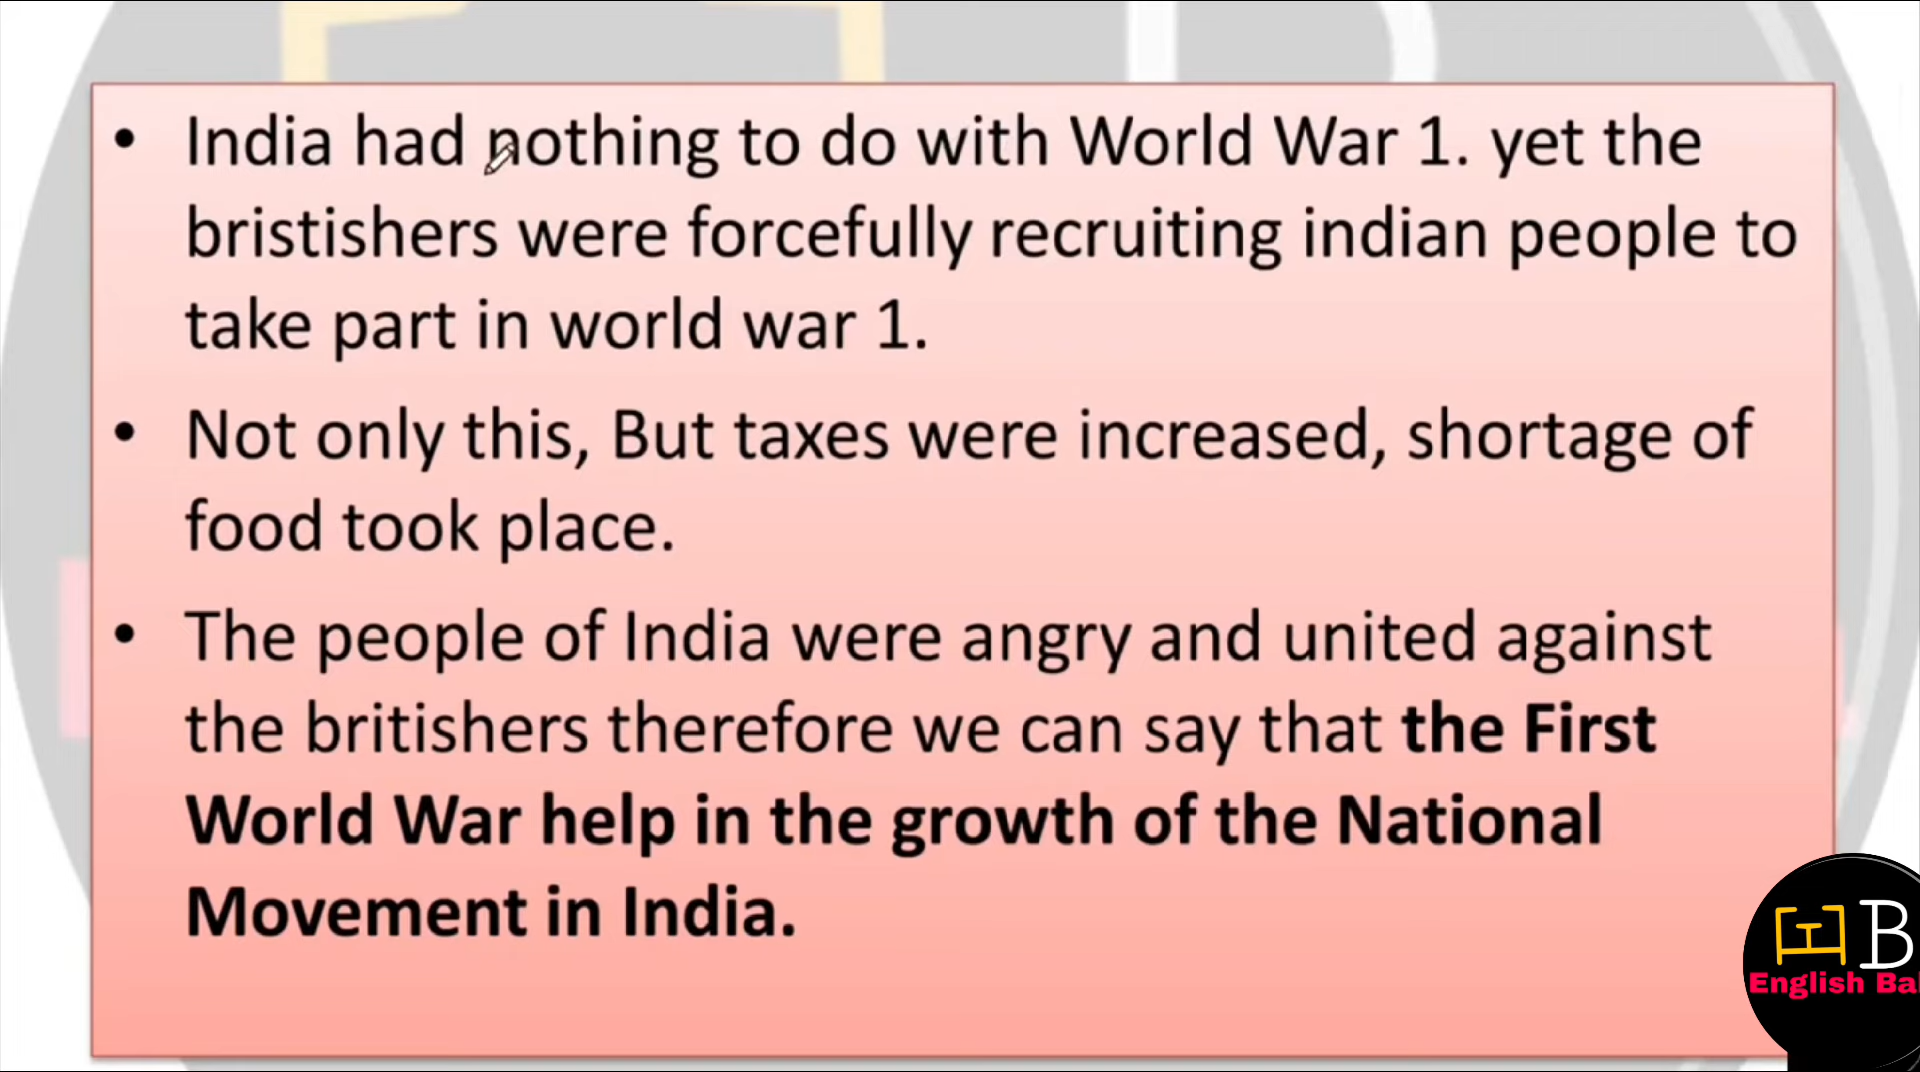 • India had nothing to do with World War 1. yet the
bristishers were forcefully recruiting indian people to
take part in world war 1.
• Not only this, But taxes were increased, shortage of
food took place.
• The people of India were angry and united against
the britishers therefore we can say that the First
World War help in the growth of the National
Movement in India.
B
English Ba